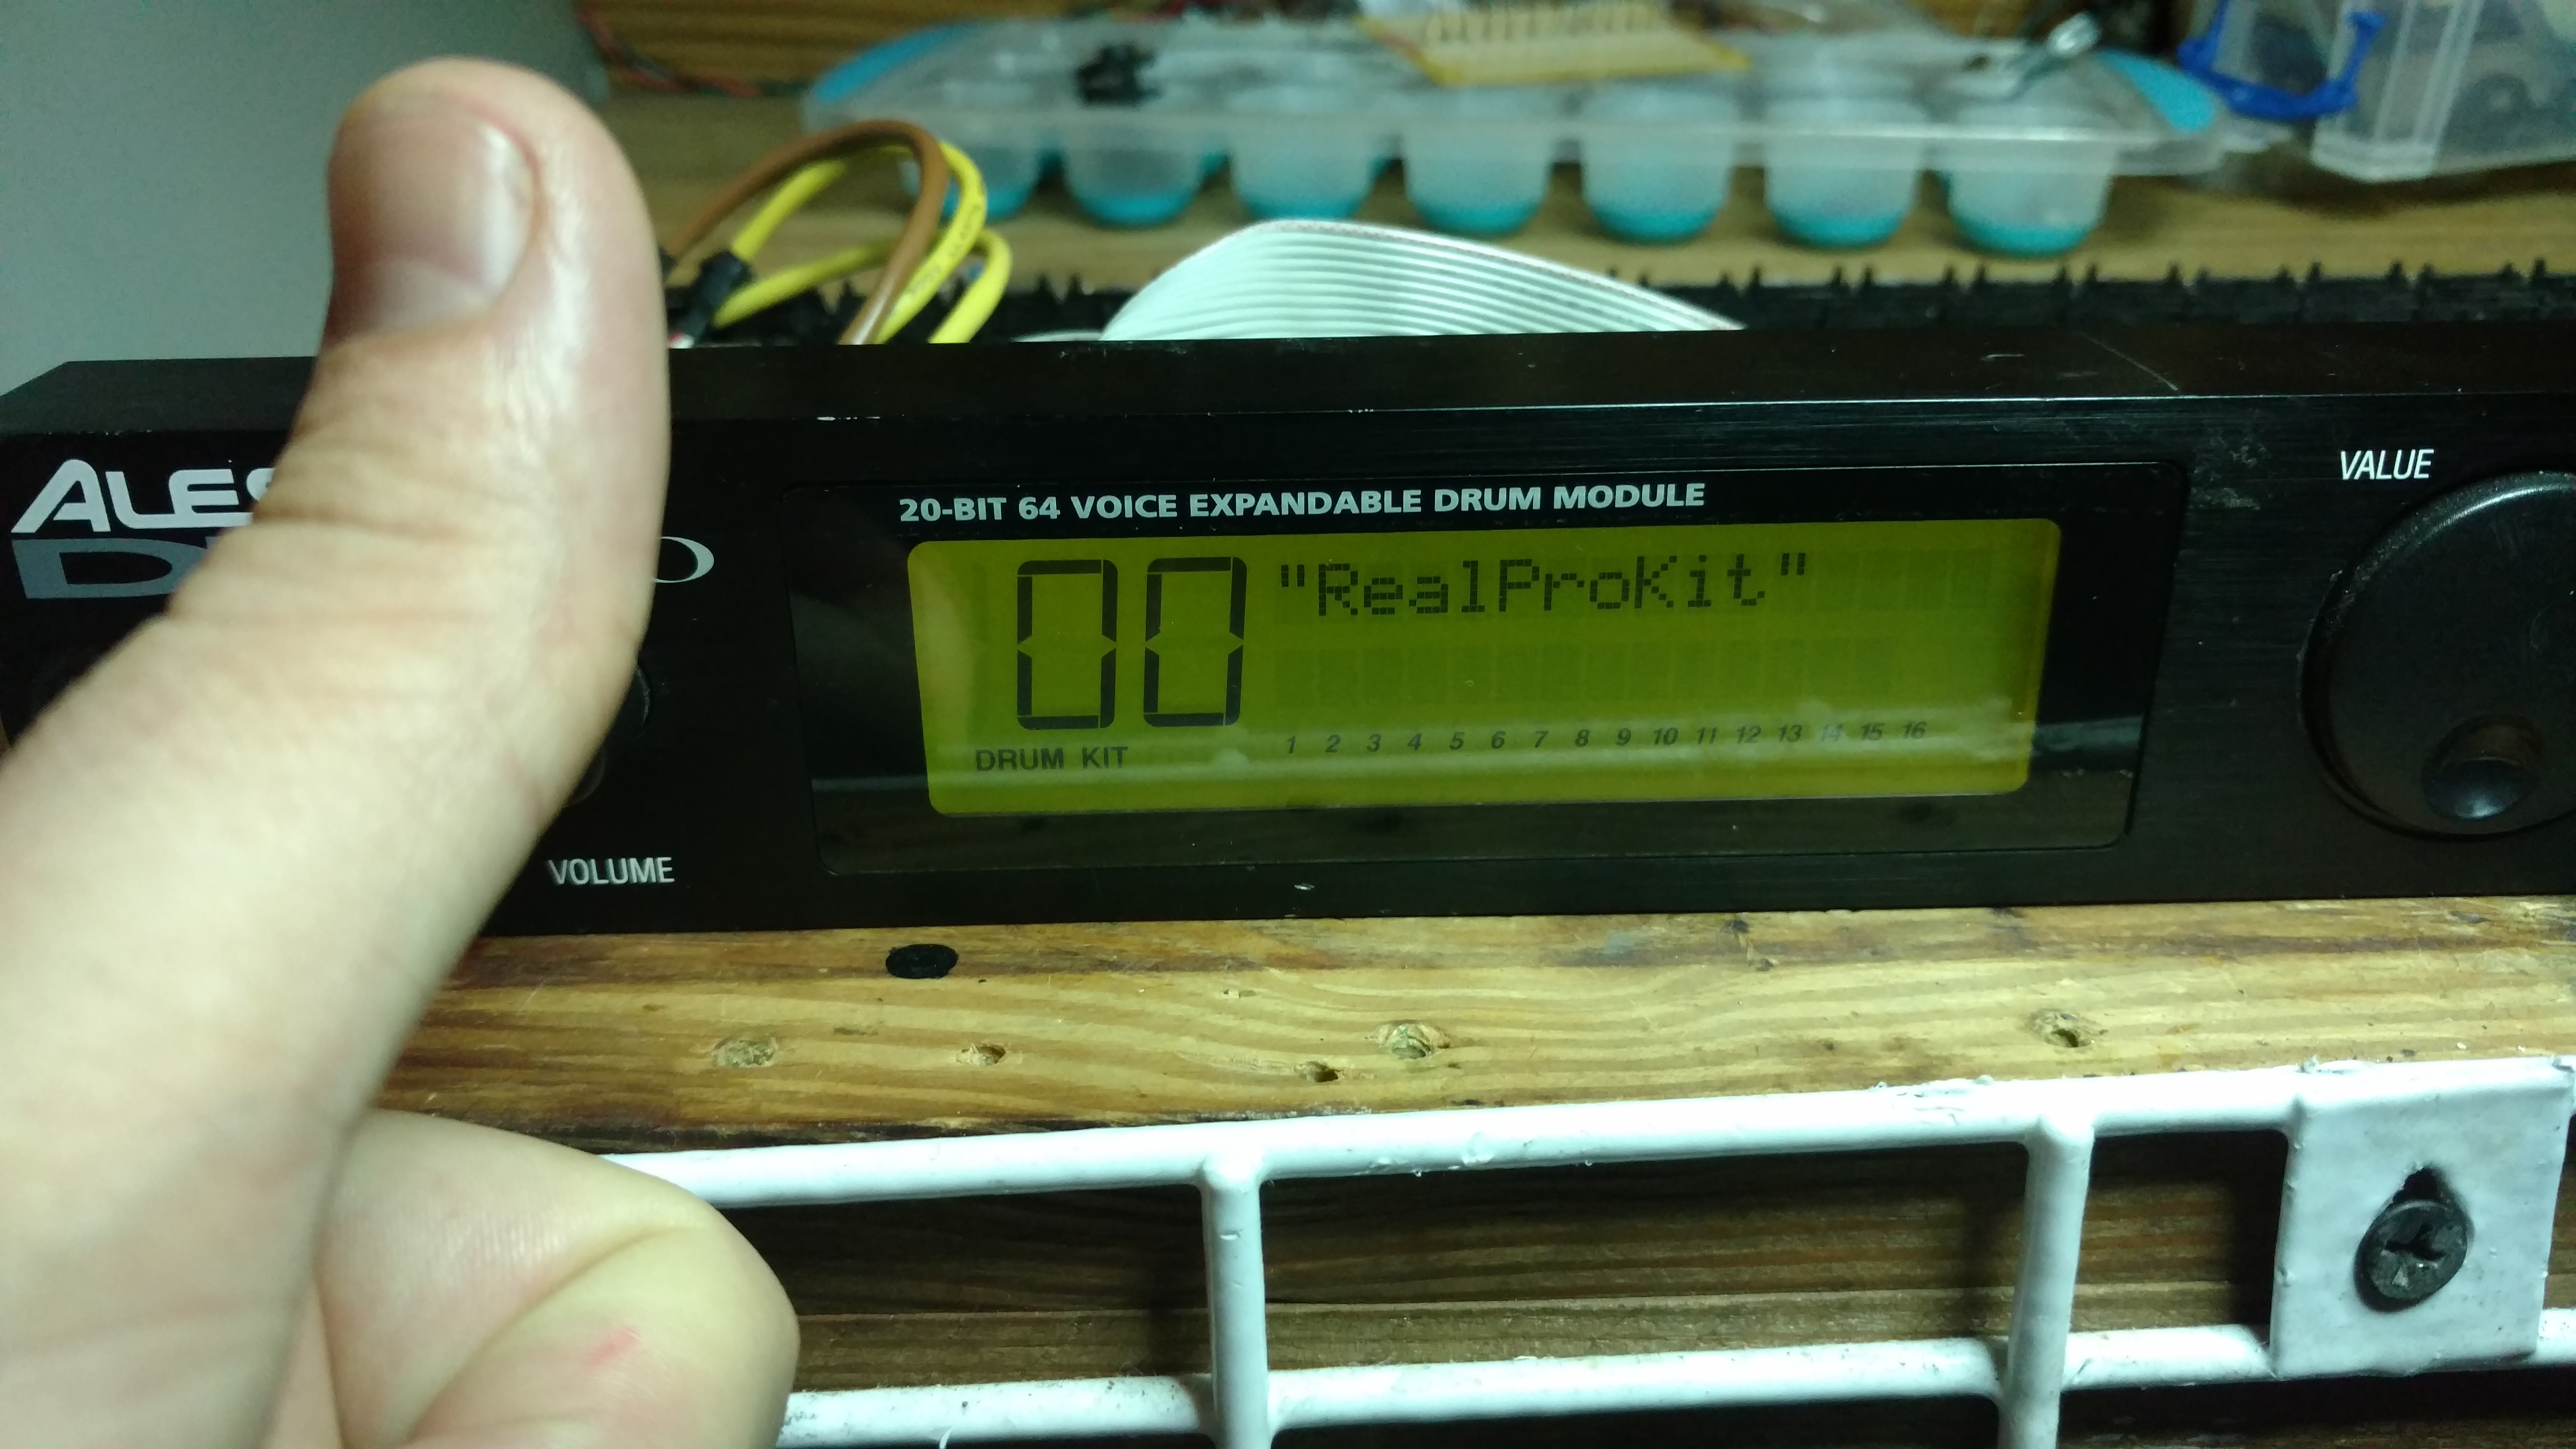 20-BIT 64 VOICE EXPANDABLE DRUM MODULE
VALUE
00 "RealProKit"
1 2 3 4 5 6 7 8 9 10 11 12 13 14 15 16
DRUM KIT
VOLUME